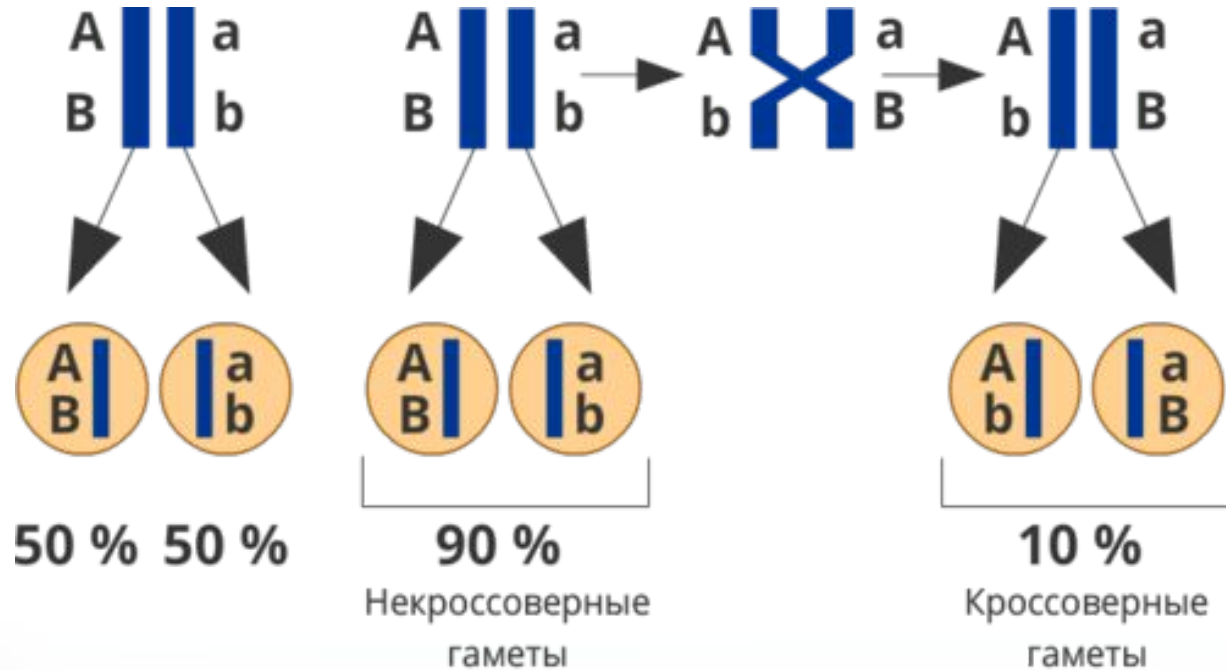 A a A a a A a
B b B b b B b B
A B a b A B a b A b a B
50 % 50 % 90 % 10 %
Некроссоверные Кроссоверные
гаметы гаметы